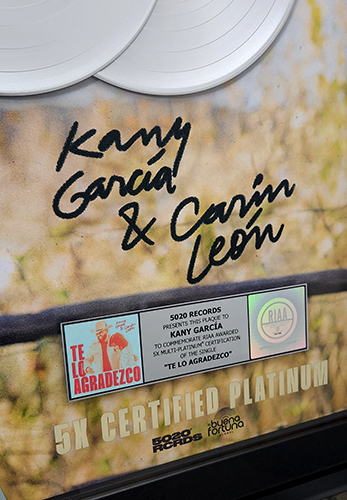 Kany
García
& Carin
León
5020 RECORDS
PRESENTS THIS PLAQUE TO
KANY GARCÍA
TO COMMEMORATE RIAA AWARDED
5X MULTI-PLATINUM® CERTIFICATION
OF THE SINGLE
"TE LO AGRADEZCO"
TE
LO
AGRADEZCO
RIAA
5X CERTIFIED PLATINUM
5020
RCRDS
buena
fortuna